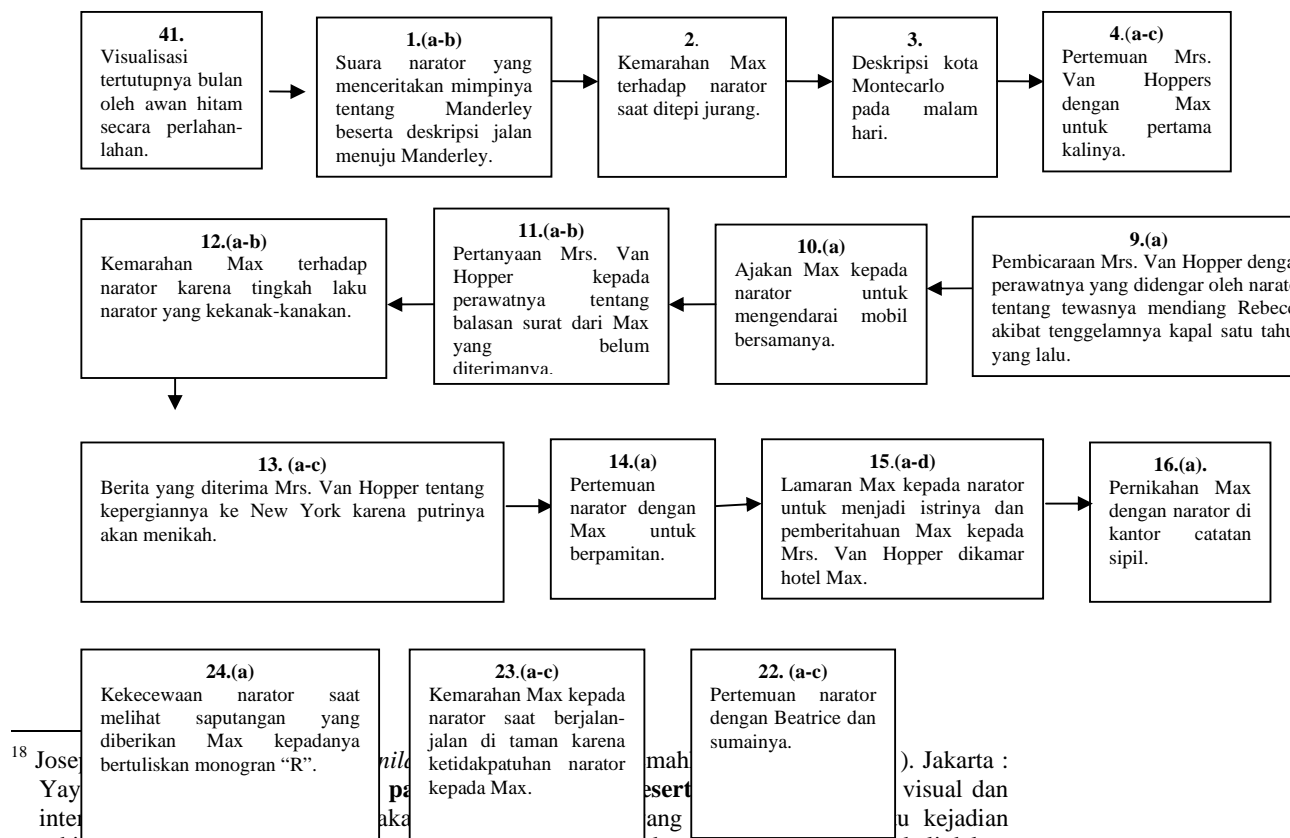 41.
Visualisasi
tertutupnya bulan
oleh awan hitam
secara perlahan-
lahan.
1.(a-b)
Suara narator yang
menceritakan mimpinya
tentang Manderley
beserta deskripsi jalan
menuju Manderley.
2.
Kemarahan Max
terhadap narator
saat ditepi jurang.
3.
Deskripsi kota
Montecarlo
pada malam
hari.
4.(a-c)
Pertemuan Mrs.
Van Hoppers
dengan Max
untuk pertama
kalinya.
12.(a-b)
Kemarahan Max terhadap
narator karena tingkah laku
narator yang kekanak-kanakan.
11.(a-b)
Pertanyaan Mrs. Van
Hopper kepada
perawatnya tentang
balasan surat dari Max
yang belum
diterimanya.
10.(a)
Ajakan Max kepada
narator untuk
mengendarai mobil
bersamanya.
9.(a)
Pembicaraan Mrs. Van Hopper
perawatnya yang didengar oleh
tentang tewasnya mendiang
akibat tenggelamnya kapal satu
yang lalu.
13. (a-c)
Berita yang diterima Mrs. Van Hopper tentang
kepergiannya ke New York karena putrinya
akan menikah.
14.(a)
Pertemuan
narator dengan
Max untuk
berpamitan.
15.(a-d)
Lamaran Max kepada narator
untuk menjadi istrinya dan
pemberitahuan Max kepada
Mrs. Van Hopper dikamar
hotel Max.
16.(a).
Pernikahan Max
dengan narator di
kantor catatan
sipil.
24.(a)
Kekecewaan narator saat
melihat saputangan yang
diberikan Max kepadanya
bertuliskan monogran “R”.
23.(a-c)
Kemarahan Max kepada
narator saat berjalan-
jalan di taman karena
ketidakpatuhan narator
kepada Max.
22. (a-c)
Pertemuan narator
dengan Beatrice dan
sumainya.
18 ). Jakarta :
visual dan
kejadian